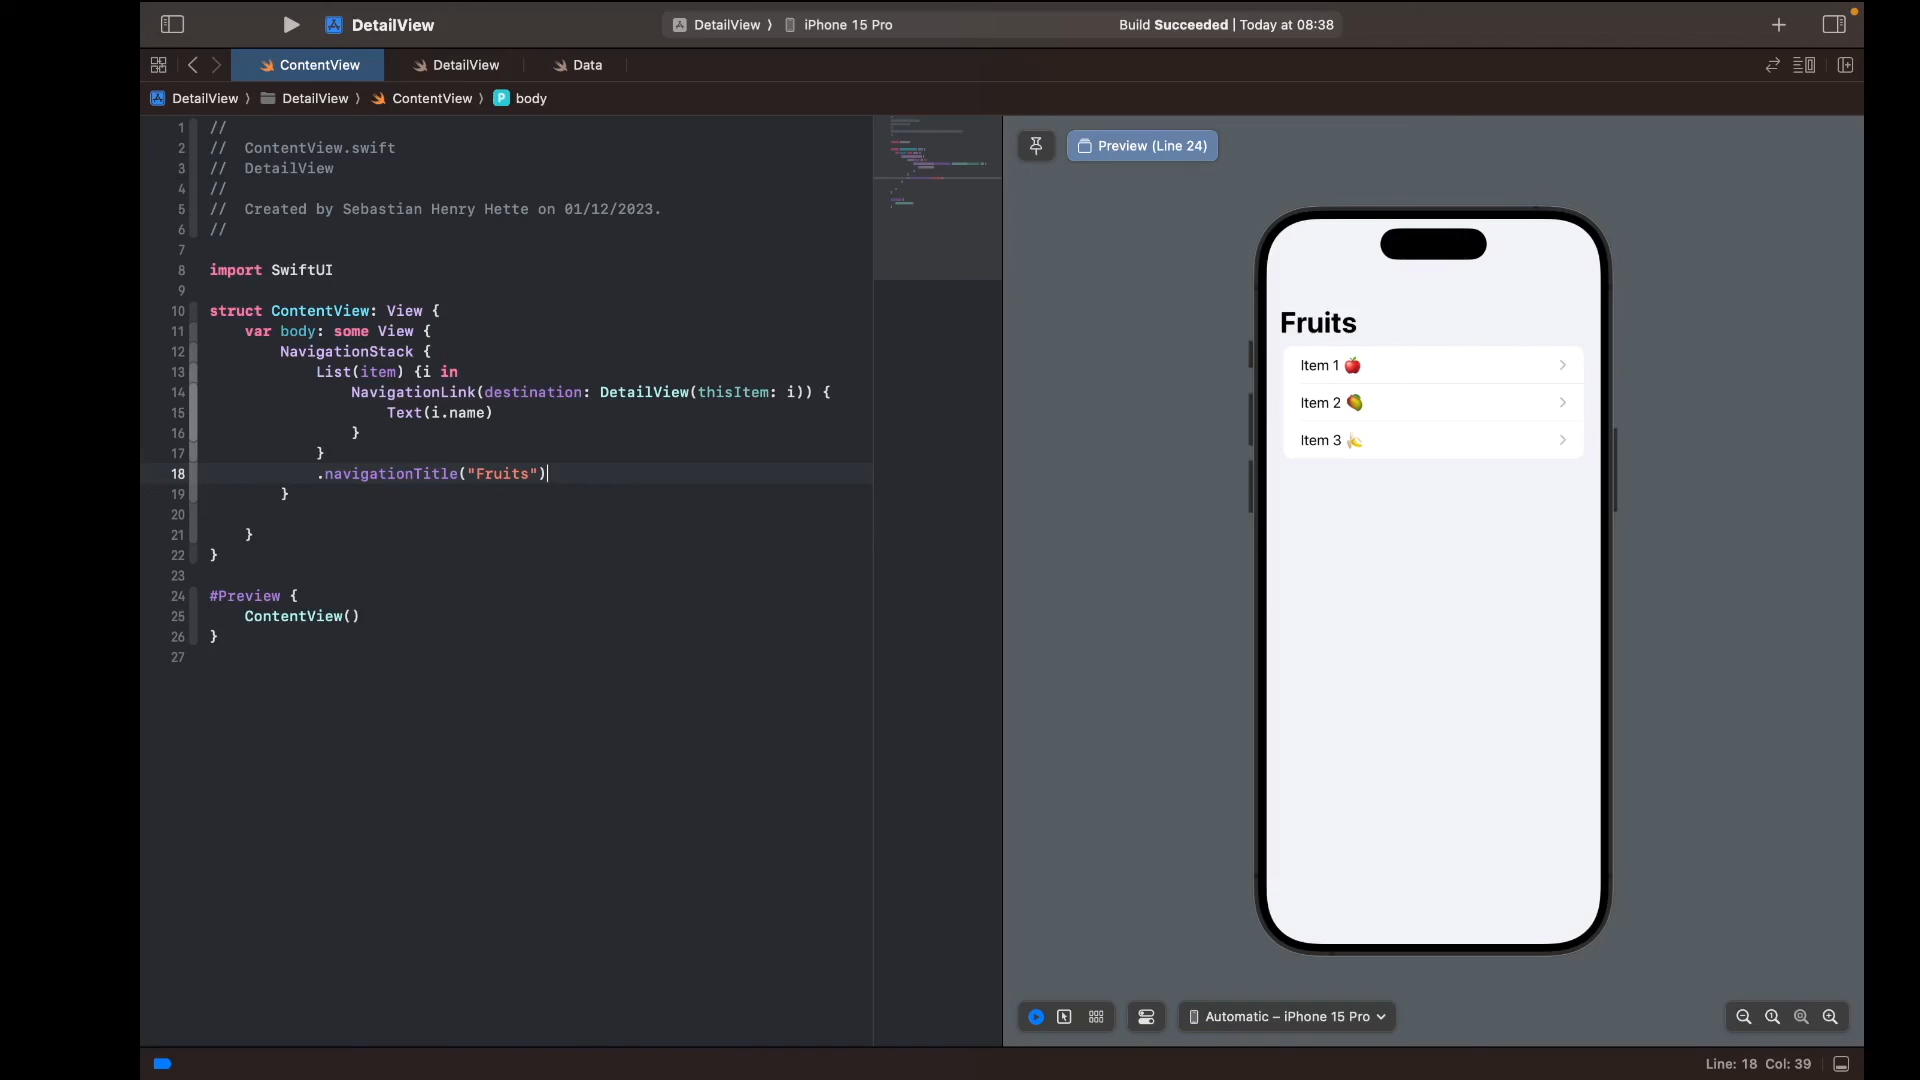 DetailView
DetailView 〉 iPhone 15 Pro
Build Succeeded | Today at 08:38
ContentView
DetailView
Data
DetailView 〉 DetailView 〉 ContentView 〉 P body
1 //
2 //  ContentView.swift
3 //  DetailView
4 //
5 //  Created by Sebastian Henry Hette on 01/12/2023.
6 //
7
8 import SwiftUI
9
10 struct ContentView: View {
11     var body: some View {
12         NavigationStack {
13             List(item) {i in
14                 NavigationLink(destination: DetailView(thisItem: i)) {
15                     Text(i.name)
16                 }
17             }
18             .navigationTitle("Fruits")
19         }
20
21     }
22 }
23
24 #Preview {
25     ContentView()
26 }
27
Preview (Line 24)
Fruits
Item 1 🍎
Item 2 🥭
Item 3 🍌
Automatic – iPhone 15 Pro
Line: 18 Col: 39